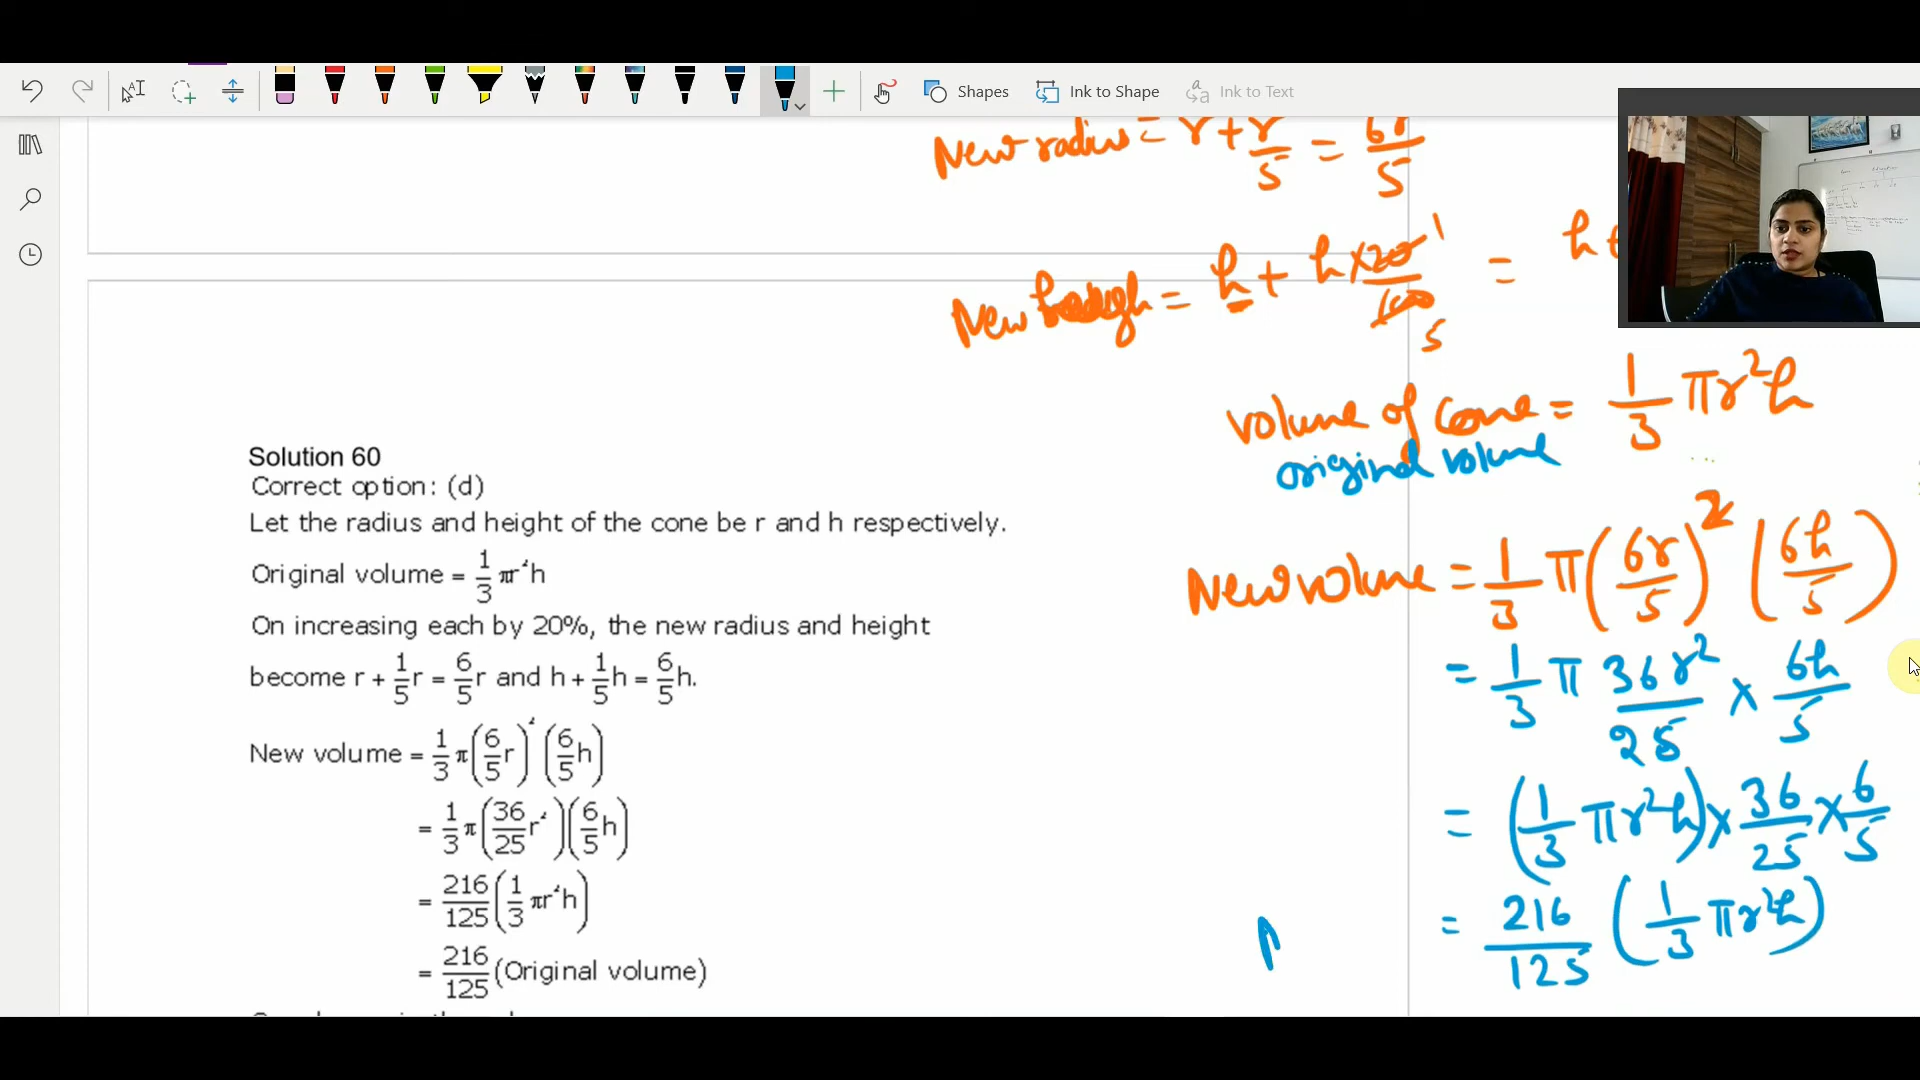 Shapes
Ink to Shape
Ink to Text
New radius = r + r/5 = 6r/5
New heigh = h + h × 20/100 1 5 = h +
volume of cone = 1/3 πr²h
original volume
New volume = 1/3 π (6r/5)² (6h/5)
= 1/3 π 36r²/25 × 6h/5
= (1/3 πr²h) × 36/25 × 6/5
= 216/125 (1/3 πr²h)
Solution 60
Correct option: (d)
Let the radius and height of the cone be r and h respectively.
Original volume = 1/3 πr²h
On increasing each by 20%, the new radius and height
become r + 1/5 r = 6/5 r and h + 1/5 h = 6/5 h.
New volume = 1/3 π (6/5 r)² (6/5 h)
= 1/3 π (36/25 r²) (6/5 h)
= 216/125 (1/3 πr²h)
= 216/125 (Original volume)